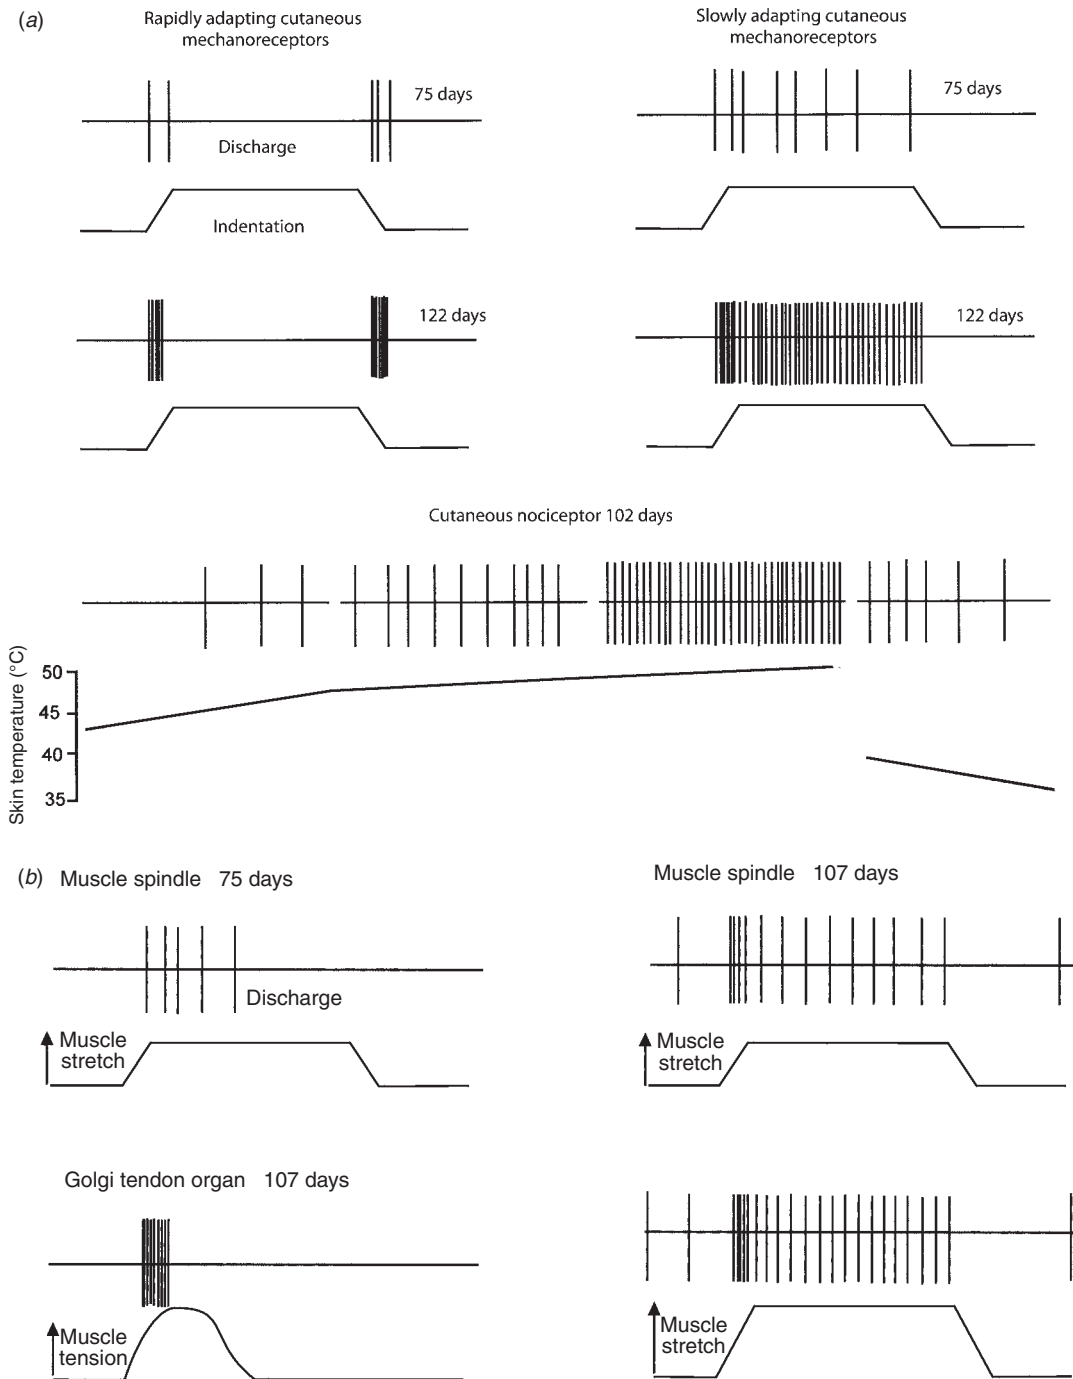 (a)
Rapidly adapting cutaneous
mechanoreceptors
Slowly adapting cutaneous
mechanoreceptors
75 days
75 days
Discharge
Indentation
122 days
122 days
Cutaneous nociceptor 102 days
Skin temperature (°C)
50
45
40
35
(b)
Muscle spindle 75 days
Muscle spindle 107 days
Discharge
Muscle
stretch
Muscle
stretch
Golgi tendon organ 107 days
Muscle
tension
Muscle
stretch